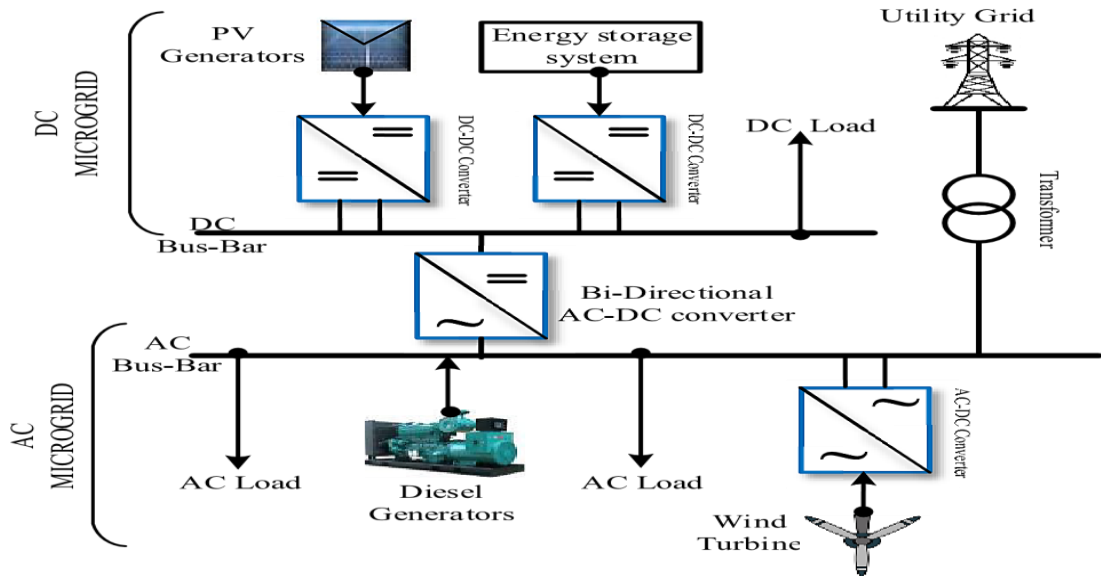 PV
Generators
Energy storage
system
Utility Grid
DC
MICROGRID
DC-DC Converter
DC-DC Converter
DC Load
Transformer
DC
Bus-Bar
Bi-Directional
AC-DC converter
AC
Bus-Bar
AC
MICROGRID
AC-DC Converter
AC Load
Diesel
Generators
AC Load
Wind
Turbine